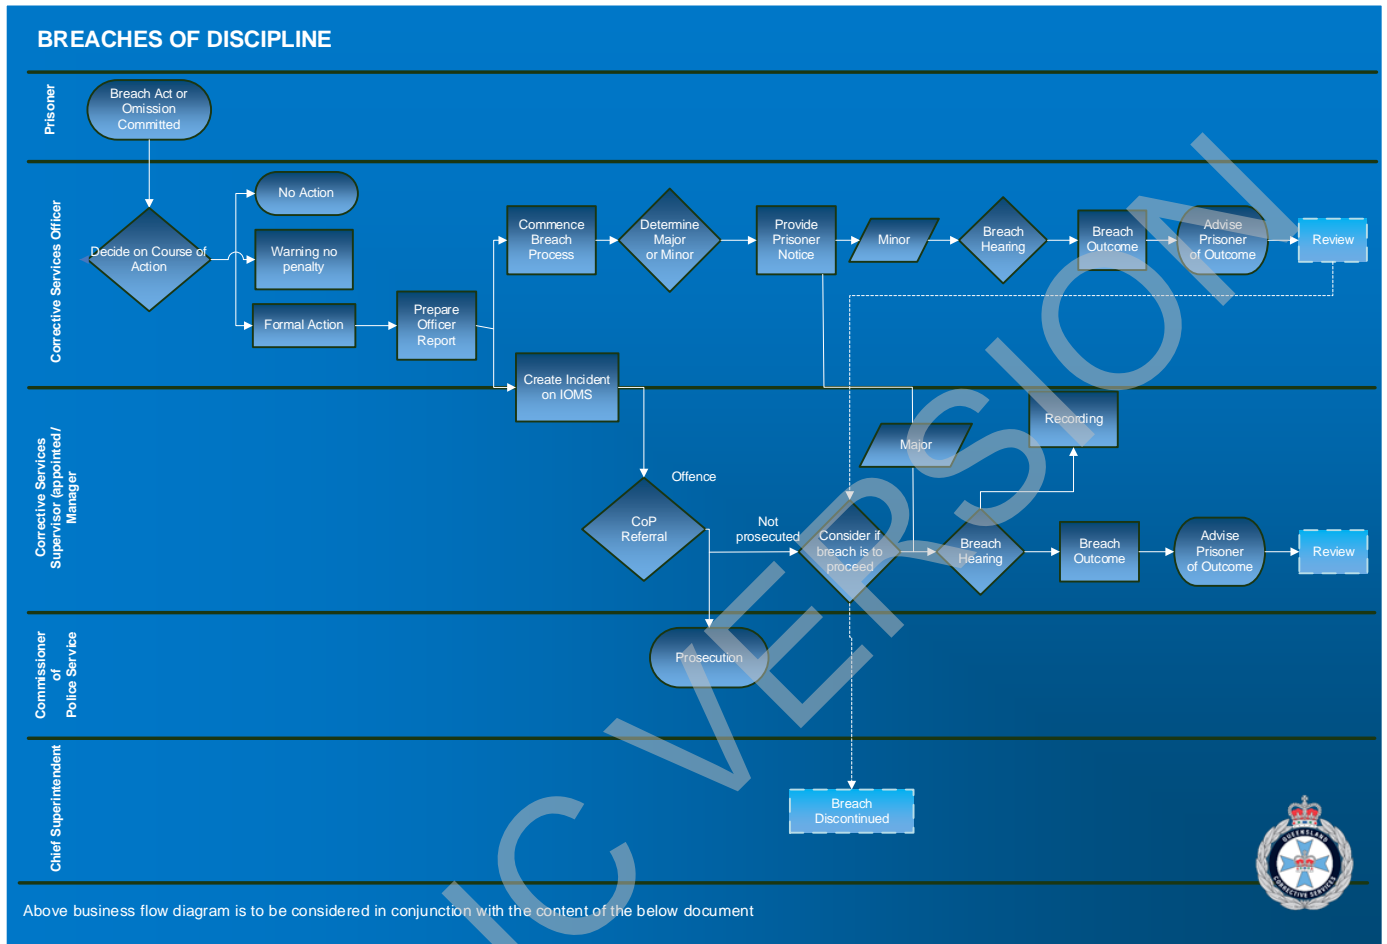 BREACHES OF DISCIPLINE
Prisoner
Breach Act or
Omission
Committed
Corrective Services Officer
Decide on Course of
Action
No Action
Warning no
penalty
Formal Action
Prepare
Officer
Report
Commence
Breach
Process
Determine
Major
or Minor
Provide
Prisoner
Notice
Minor
Breach
Hearing
Breach
Outcome
Advise
Prisoner
of Outcome
Review
Create Incident
on IOMS
Corrective Services
Supervisor (appointed /
Manager
Offence
CoP
Referral
Not
prosecuted
Major
Recording
Consider if
breach is to
proceed
Breach
Hearing
Breach
Outcome
Advise
Prisoner
of Outcome
Review
Commissioner
of
Police Service
Prosecution
Chief Superintendent
Breach
Discontinued
QUEENSLAND
CORRECTIVE SERVICES
Above business flow diagram is to be considered in conjunction with the content of the below document
IC VERSION